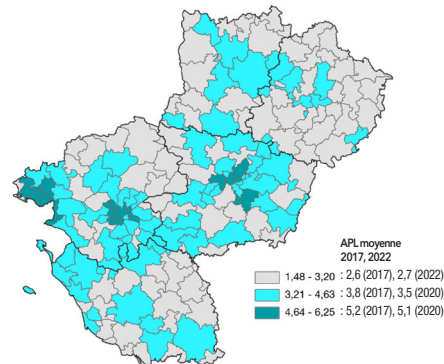 APL moyenne
2017, 2022
1,48 - 3,20 : 2,6 (2017), 2,7 (2022)
3,21 - 4,63 : 3,8 (2017), 3,5 (2020)
4,64 - 6,25 : 5,2 (2017), 5,1 (2020)